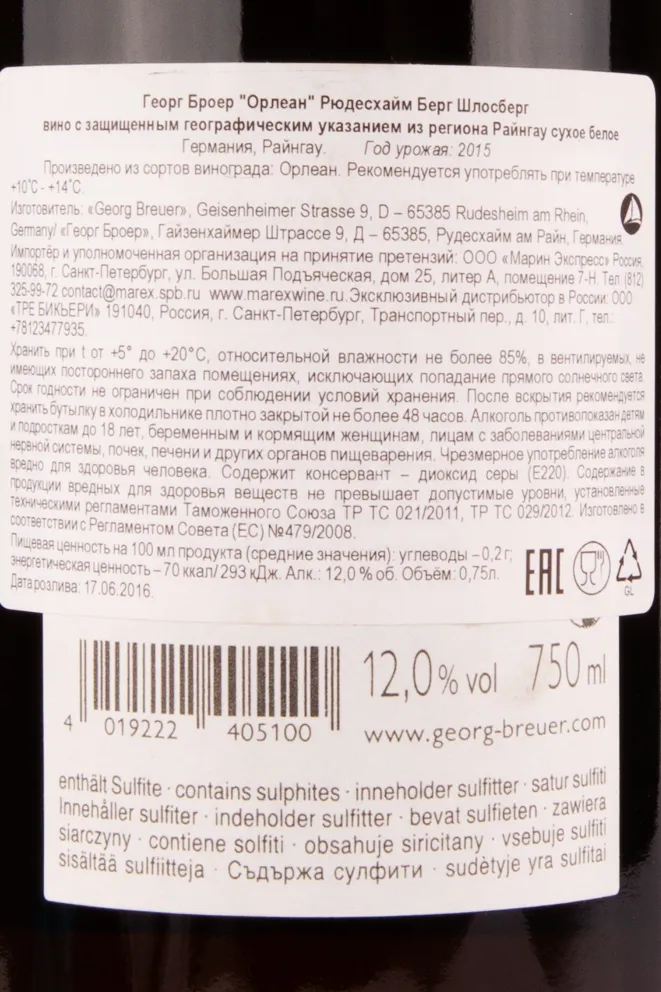 Георг Броер "Орлеан" Рюдесхайм Берг Шлосберг
вино с защищенным географическим указанием из региона Райнгау сухое белое
Германия, Райнгау. Год урожая: 2015
Произведено из сортов винограда: Орлеан. Рекомендуется употреблять при температуре
+10°С - +14°С.
Изготовитель: «Georg Breuer», Geisenheimer Strasse 9, D – 65385 Rudesheim am Rhein,
Germany/ «Георг Броер», Гайзенхаймер Штрассе 9, Д – 65385, Рудесхайм ам Райн, Германия.
Импортёр и уполномоченная организация на принятие претензий: ООО «Марин Экспресс» Россия,
190068, г. Санкт-Петербург, ул. Большая Подъяческая, дом 25, литер А, помещение 7-Н. Тел. (812)
325-99-72 contact@marex.spb.ru www.marexwine.ru. Эксклюзивный дистрибьютор в России: ООО
«ТРЕ БИКЬЕРИ» 191040, Россия, г. Санкт-Петербург, Транспортный пер., д. 10, лит. Г, тел.:
+78123477935.
Хранить при t от +5° до +20°С, относительной влажности не более 85%, в вентилируемых, не
имеющих постороннего запаха помещениях, исключающих попадание прямого солнечного света.
Срок годности не ограничен при соблюдении условий хранения. После вскрытия рекомендуется
хранить бутылку в холодильнике плотно закрытой не более 48 часов. Алкоголь противопоказан детям
и подросткам до 18 лет, беременным и кормящим женщинам, лицам с заболеваниями центральной
нервной системы, почек, печени и других органов пищеварения. Чрезмерное употребление алкоголя
вредно для здоровья человека. Содержит консервант – диоксид серы (Е220). Содержание в
продукции вредных для здоровья веществ не превышает допустимые уровни, установленные
техническими регламентами Таможенного Союза ТР ТС 021/2011, ТР ТС 029/2012. Изготовлено в
соответствии с Регламентом Совета (ЕС) №479/2008.
Пищевая ценность на 100 мл продукта (средние значения): углеводы – 0,2 г;
энергетическая ценность – 70 ккал/ 293 кДж. Алк.: 12,0 % об. Объём: 0,75л.
Дата розлива: 17.06.2016.
EAC
GL
12,0 % vol 750 ml
4 019222 405100
www.georg-breuer.com
enthält Sulfite · contains sulphites · inneholder sulfitter · satur sulfiti
Innehåller sulfiter · indeholder sulfitter · bevat sulfieten · zawiera
siarczyny · contiene solfiti · obsahuje siricitany · vsebuje sulfiti
sisältää sulfiitteja · Съдържа сулфити · sudėtyje yra sulfitai